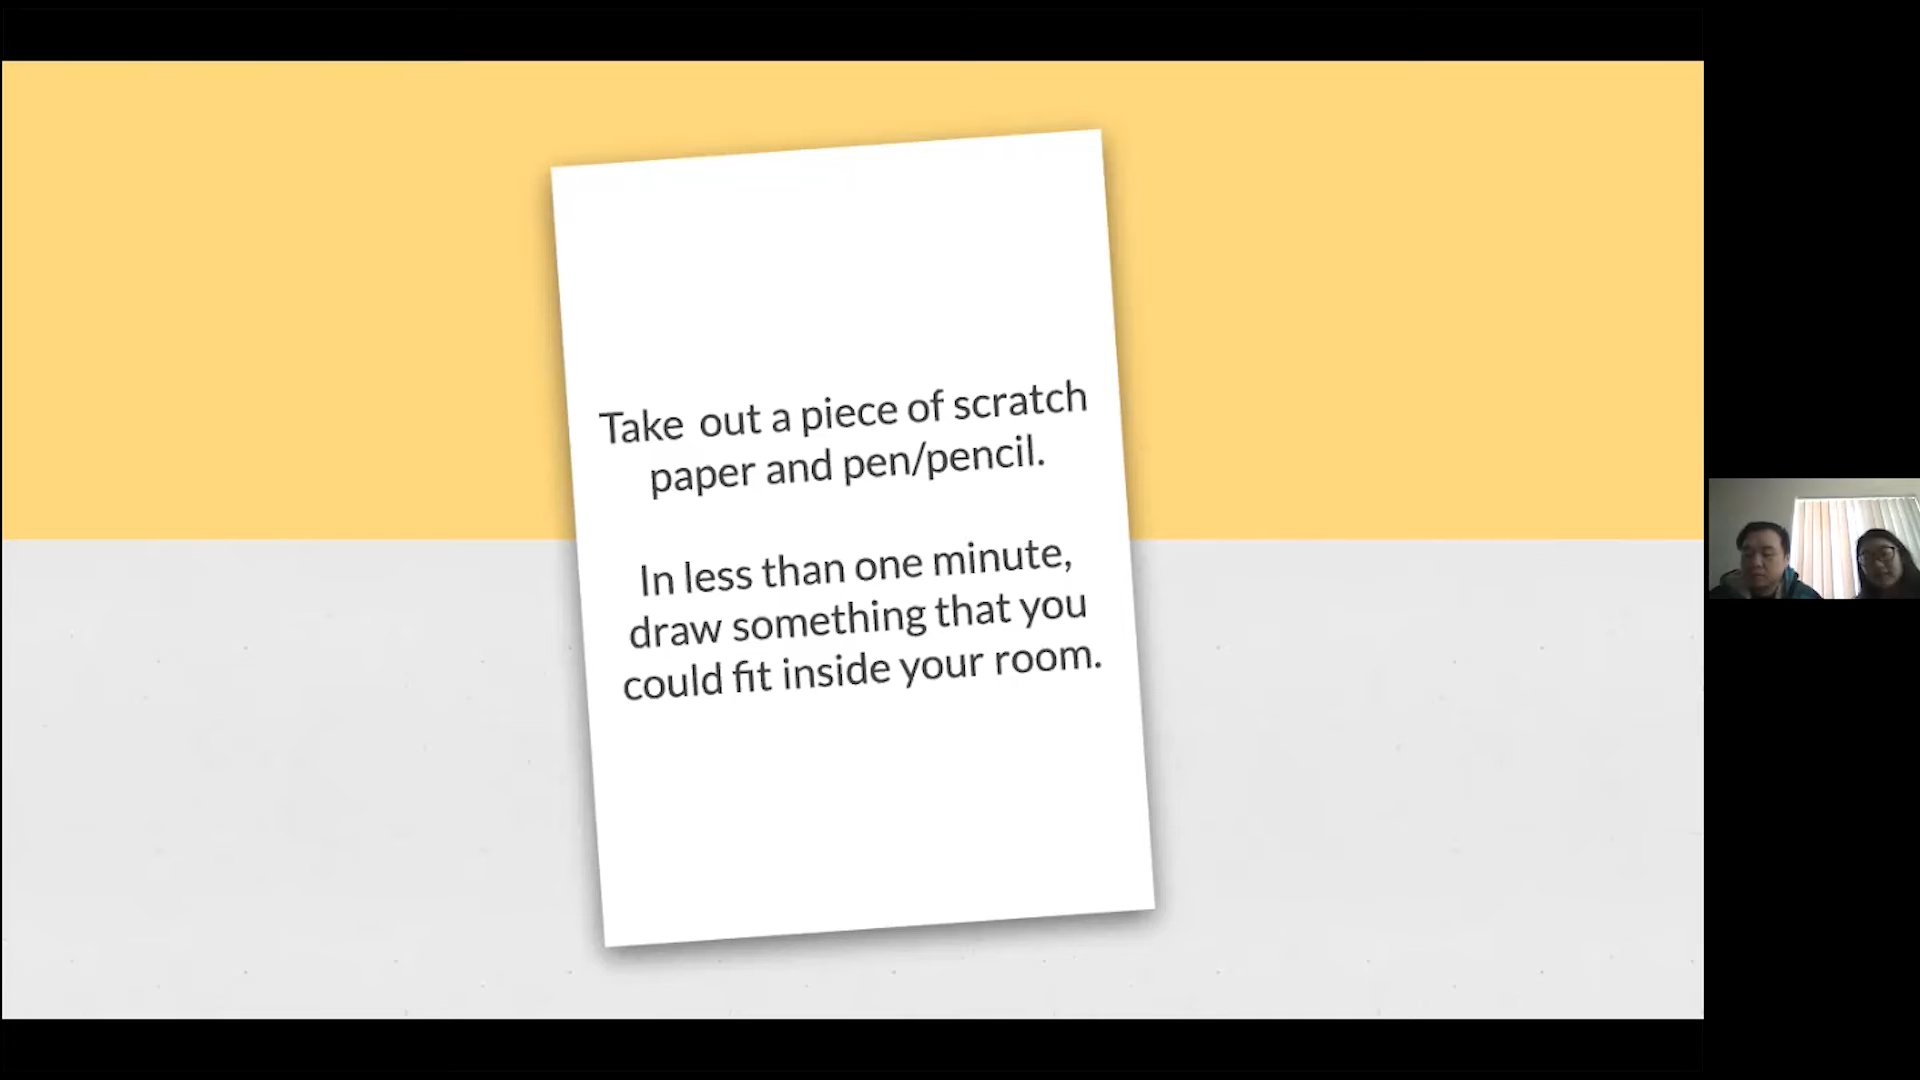 Take out a piece of scratch
paper and pen/pencil.
In less than one minute,
draw something that you
could fit inside your room.